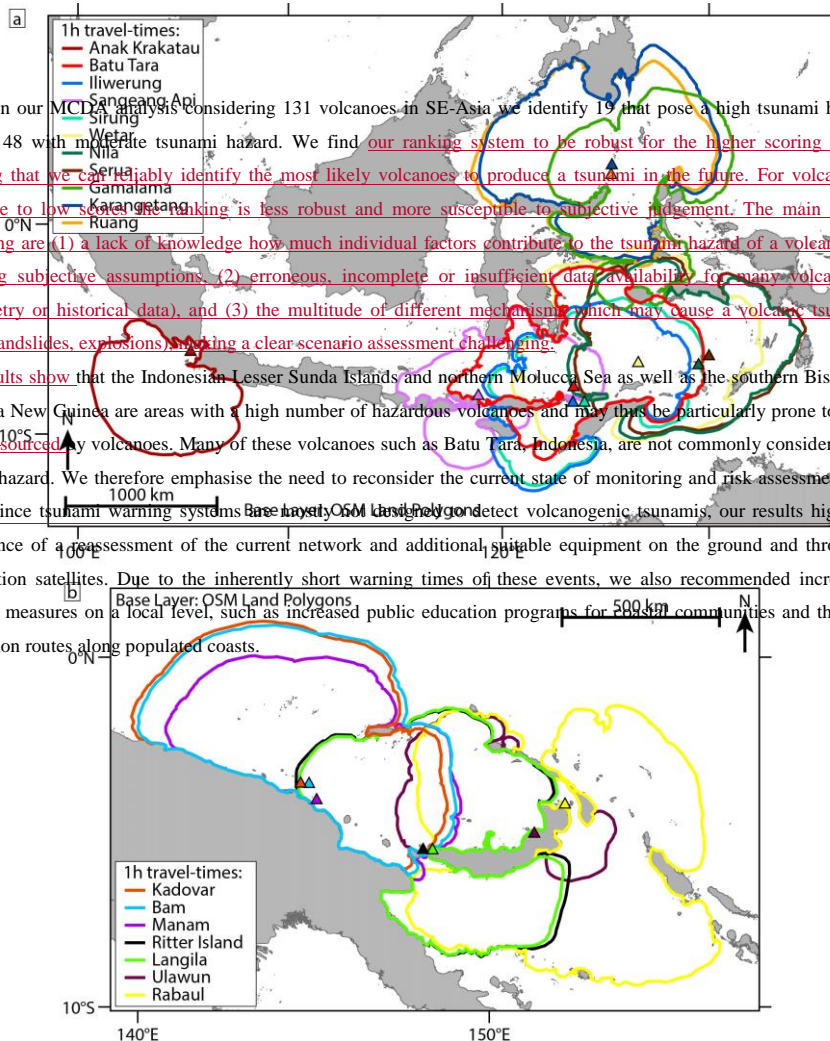 a
1h travel-times:
Anak Krakatau
Batu Tara
Iliwerung
Sangeang Api
Sirung
Wetar
Nila
Serua
Gamalama
Karangetang
Ruang
n our MCDA analysis considering 131 volcanoes in SE-Asia we identify 19 that pose a high tsunami h
48 with moderate tsunami hazard. We find our ranking system to be robust for the higher scoring
g that we can reliably identify the most likely volcanoes to produce a tsunami in the future. For volca
e to low scores the ranking is less robust and more susceptible to subjective judgement. The main
ng are (1) a lack of knowledge how much individual factors contribute to the tsunami hazard of a volcan
g subjective assumptions, (2) erroneous, incomplete or insufficient data availability for many volca
etry or historical data), and (3) the multitude of different mechanisms which may cause a volcanic tsu
andslides, explosions), making a clear scenario assessment challenging.
ults show that the Indonesian Lesser Sunda Islands and northern Molucca Sea as well as the southern Bis
a New Guinea are areas with a high number of hazardous volcanoes and may thus be particularly prone to
sourced by volcanoes. Many of these volcanoes such as Batu Tara, Indonesia, are not commonly consider
hazard. We therefore emphasise the need to reconsider the current state of monitoring and risk assessme
ince tsunami warning systems are mostly not designed to detect volcanogenic tsunamis, our results hig
nce of a reassessment of the current network and additional suitable equipment on the ground and thro
tion satellites. Due to the inherently short warning times of these events, we also recommended incre
measures on a local level, such as increased public education programs for coastal communities and th
on routes along populated coasts.
0°N
10°S
N
1000 km
Base Layer: OSM Land Polygons
100°E
120°E
b
Base Layer: OSM Land Polygons
500 km
N
0°N
1h travel-times:
Kadovar
Bam
Manam
Ritter Island
Langila
Ulawun
Rabaul
10°S
140°E
150°E